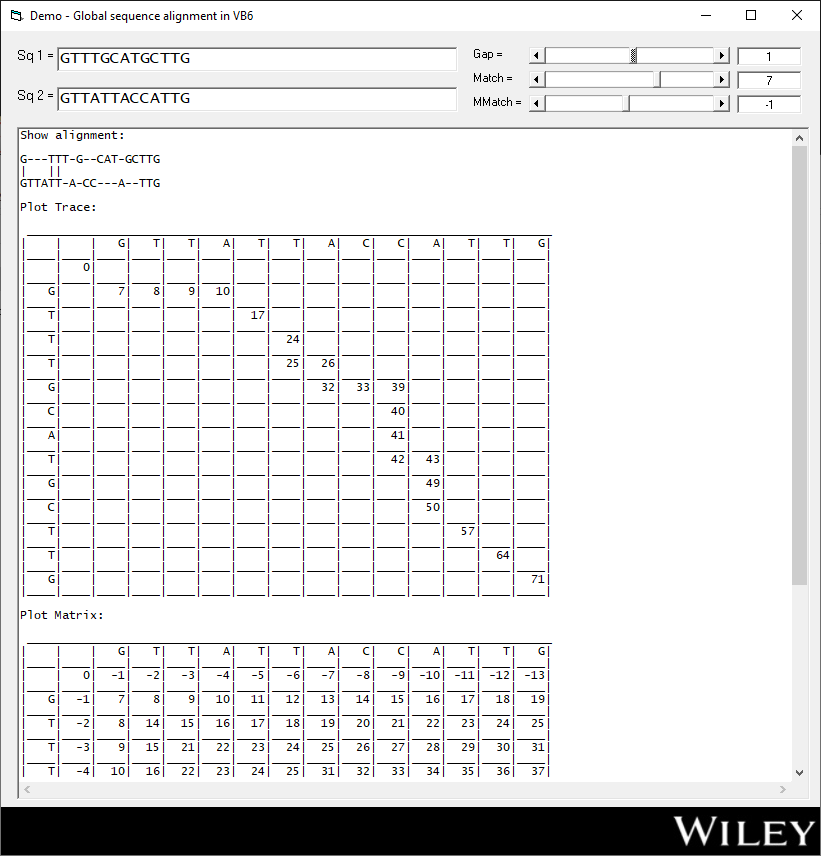 Demo - Global sequence alignment in VB6
Sq 1 = GTTTGCATGCTTG
Sq 2 = GTTATTACCATTG
Gap = 1
Match = 7
MMatch = -1
Show alignment:
G---TTT-G--CAT-GCTTG
|   ||
GTTATT-A-CC---A--TTG
Plot Trace:
| | | G| T| T| A| T| T| A| C| C| A| T| T| G|
| | 0| | | | | | | | | | | | | |
| G| | 7| 8| 9| 10| | | | | | | | | |
| T| | | | | | 17| | | | | | | | |
| T| | | | | | | 24| | | | | | | |
| T| | | | | | | 25| 26| | | | | | |
| G| | | | | | | | 32| 33| 39| | | | |
| C| | | | | | | | | | 40| | | | |
| A| | | | | | | | | | 41| | | | |
| T| | | | | | | | | | 42| 43| | | |
| G| | | | | | | | | | | 49| | | |
| C| | | | | | | | | | | 50| | | |
| T| | | | | | | | | | | | 57| | |
| T| | | | | | | | | | | | | 64| |
| G| | | | | | | | | | | | | | 71|
Plot Matrix:
| | | G| T| T| A| T| T| A| C| C| A| T| T| G|
| | 0| -1| -2| -3| -4| -5| -6| -7| -8| -9| -10| -11| -12| -13|
| G| -1| 7| 8| 9| 10| 11| 12| 13| 14| 15| 16| 17| 18| 19|
| T| -2| 8| 14| 15| 16| 17| 18| 19| 20| 21| 22| 23| 24| 25|
| T| -3| 9| 15| 21| 22| 23| 24| 25| 26| 27| 28| 29| 30| 31|
| T| -4| 10| 16| 22| 23| 24| 25| 31| 32| 33| 34| 35| 36| 37|
WILEY